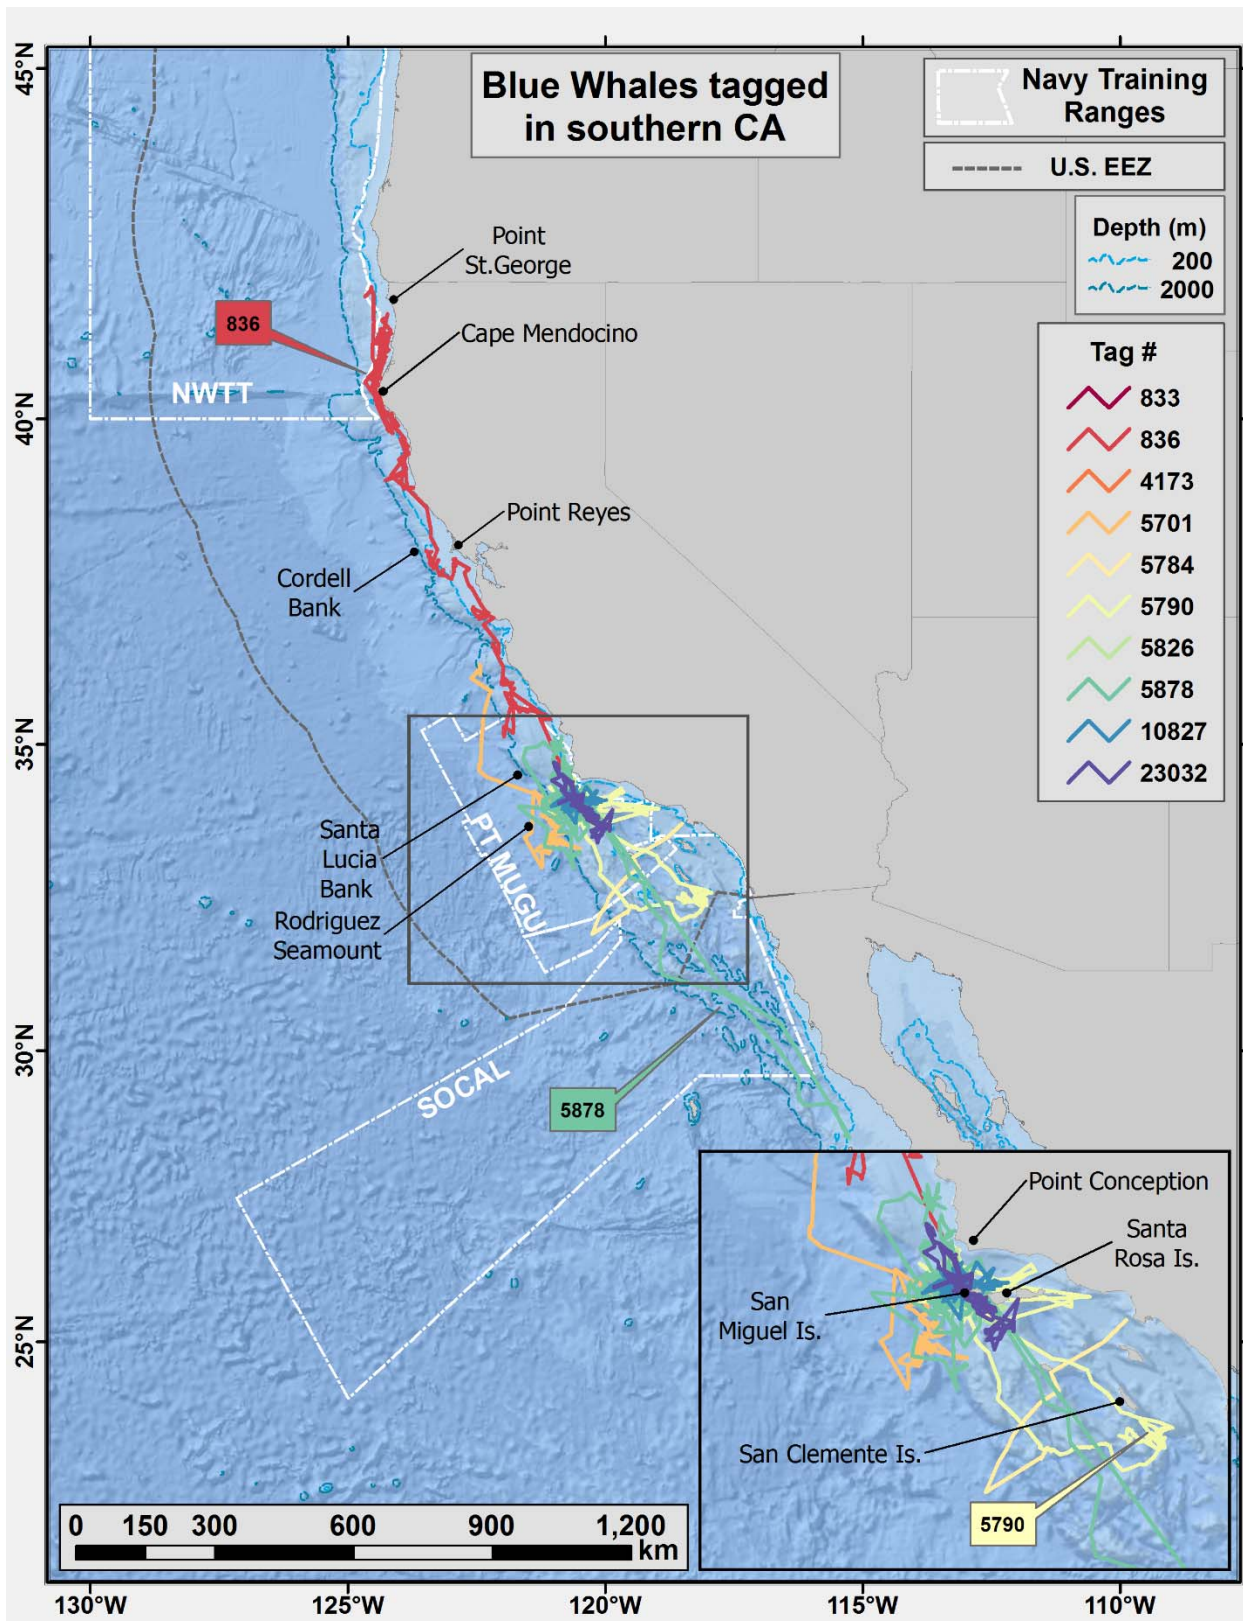 Blue Whales tagged
in southern CA
Navy Training
Ranges
U.S. EEZ
Depth (m)
200
2000
Tag #
833
836
4173
5701
5784
5790
5826
5878
10827
23032
45°N
40°N
35°N
30°N
25°N
Point
St.George
836
Cape Mendocino
NWTT
Point Reyes
Cordell
Bank
Santa
Lucia
Bank
Rodriguez
Seamount
PT MUGU
SOCAL
5878
Point Conception
Santa
Rosa Is.
San
Miguel Is.
San Clemente Is.
5790
0 150 300 600 900 1,200
km
130°W 125°W 120°W 115°W 110°W